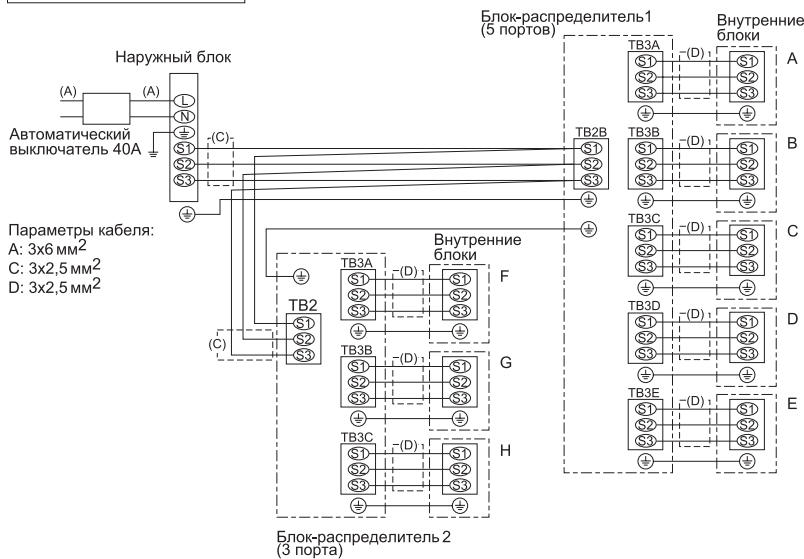 Блок-распределитель1
(5 портов)
Внутренние
блоки
Наружный блок
(A)
(A)
L
N
Автоматический
выключатель 40А
S1
S2
S3
(C)
TB2B
S1
S2
S3
TB3A
S1
S2
S3
(D)
S1
S2
S3
A
TB3B
S1
S2
S3
(D)
S1
S2
S3
B
TB3C
S1
S2
S3
(D)
S1
S2
S3
C
TB3D
S1
S2
S3
(D)
S1
S2
S3
D
TB3E
S1
S2
S3
(D)
S1
S2
S3
E
Параметры кабеля:
A: 3x6 мм2
C: 3x2,5 мм2
D: 3x2,5 мм2
Внутренние
блоки
TB2
S1
S2
S3
(C)
TB3A
S1
S2
S3
(D)
S1
S2
S3
F
TB3B
S1
S2
S3
(D)
S1
S2
S3
G
TB3C
S1
S2
S3
(D)
S1
S2
S3
H
Блок-распределитель 2
(3 порта)